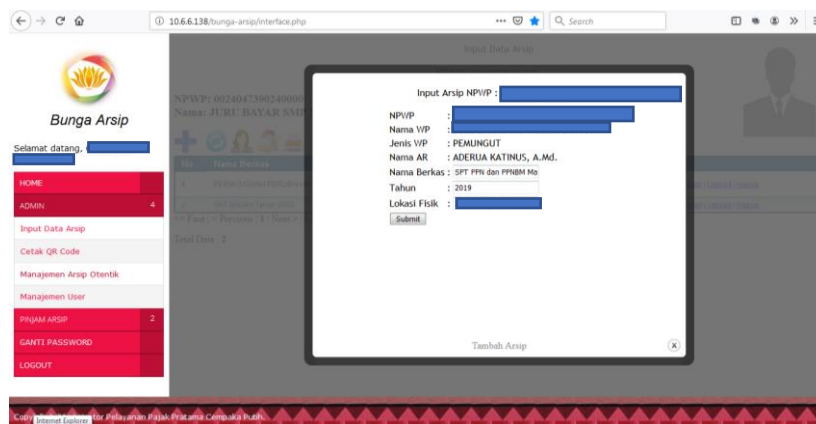 10.6.6.138/bunga-arsip/interface.php
Search
Bunga Arsip
Selamat datang,
HOME
ADMIN 4
Input Data Arsip
Cetak QR Code
Manajemen Arsip Otentik
Manajemen User
PINJAM ARSIP 2
GANTI PASSWORD
LOGOUT
Input Data Arsip
NPWP:
Nama: JURU BAYAR
No Nama Berkas
Total Data : 2
Input Arsip NPWP :
NPWP :
Nama WP :
Jenis WP : PEMUNGUT
Nama AR : ADERUA KATINUS, A.Md.
Nama Berkas : SPT PPN dan PPNBM Ma
Tahun : 2019
Lokasi Fisik :
Submit
Tambah Arsip
x
Pelayanan Pajak Pratama Cempaka Putih.
Internet Explorer